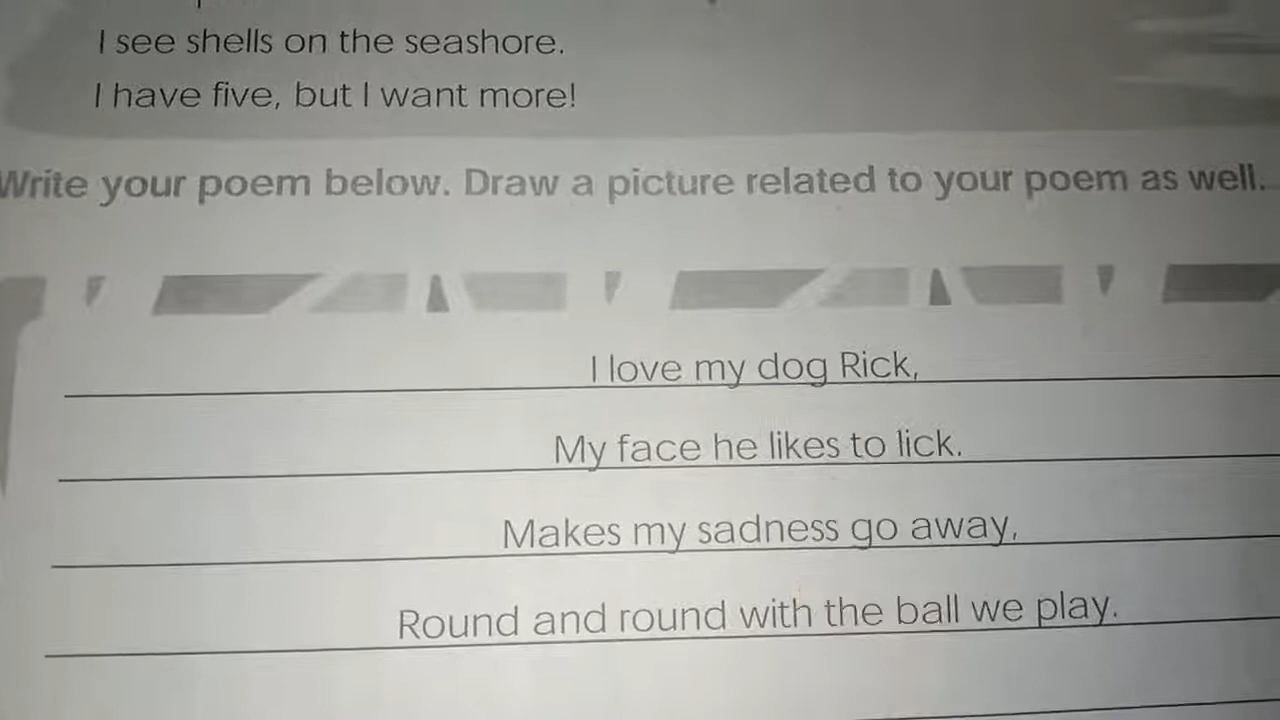 I see shells on the seashore.
I have five, but I want more!
Write your poem below. Draw a picture related to your poem as well.
I love my dog Rick,
My face he likes to lick.
Makes my sadness go away,
Round and round with the ball we play.